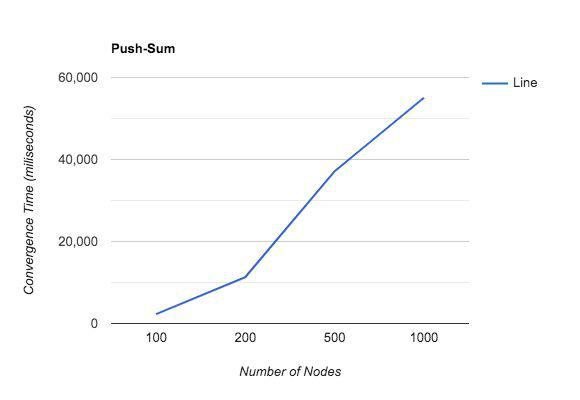 Push-Sum
60,000
Line
40,000
20,000
0
Convergence Time (miliseconds)
100 200 500 1000
Number of Nodes